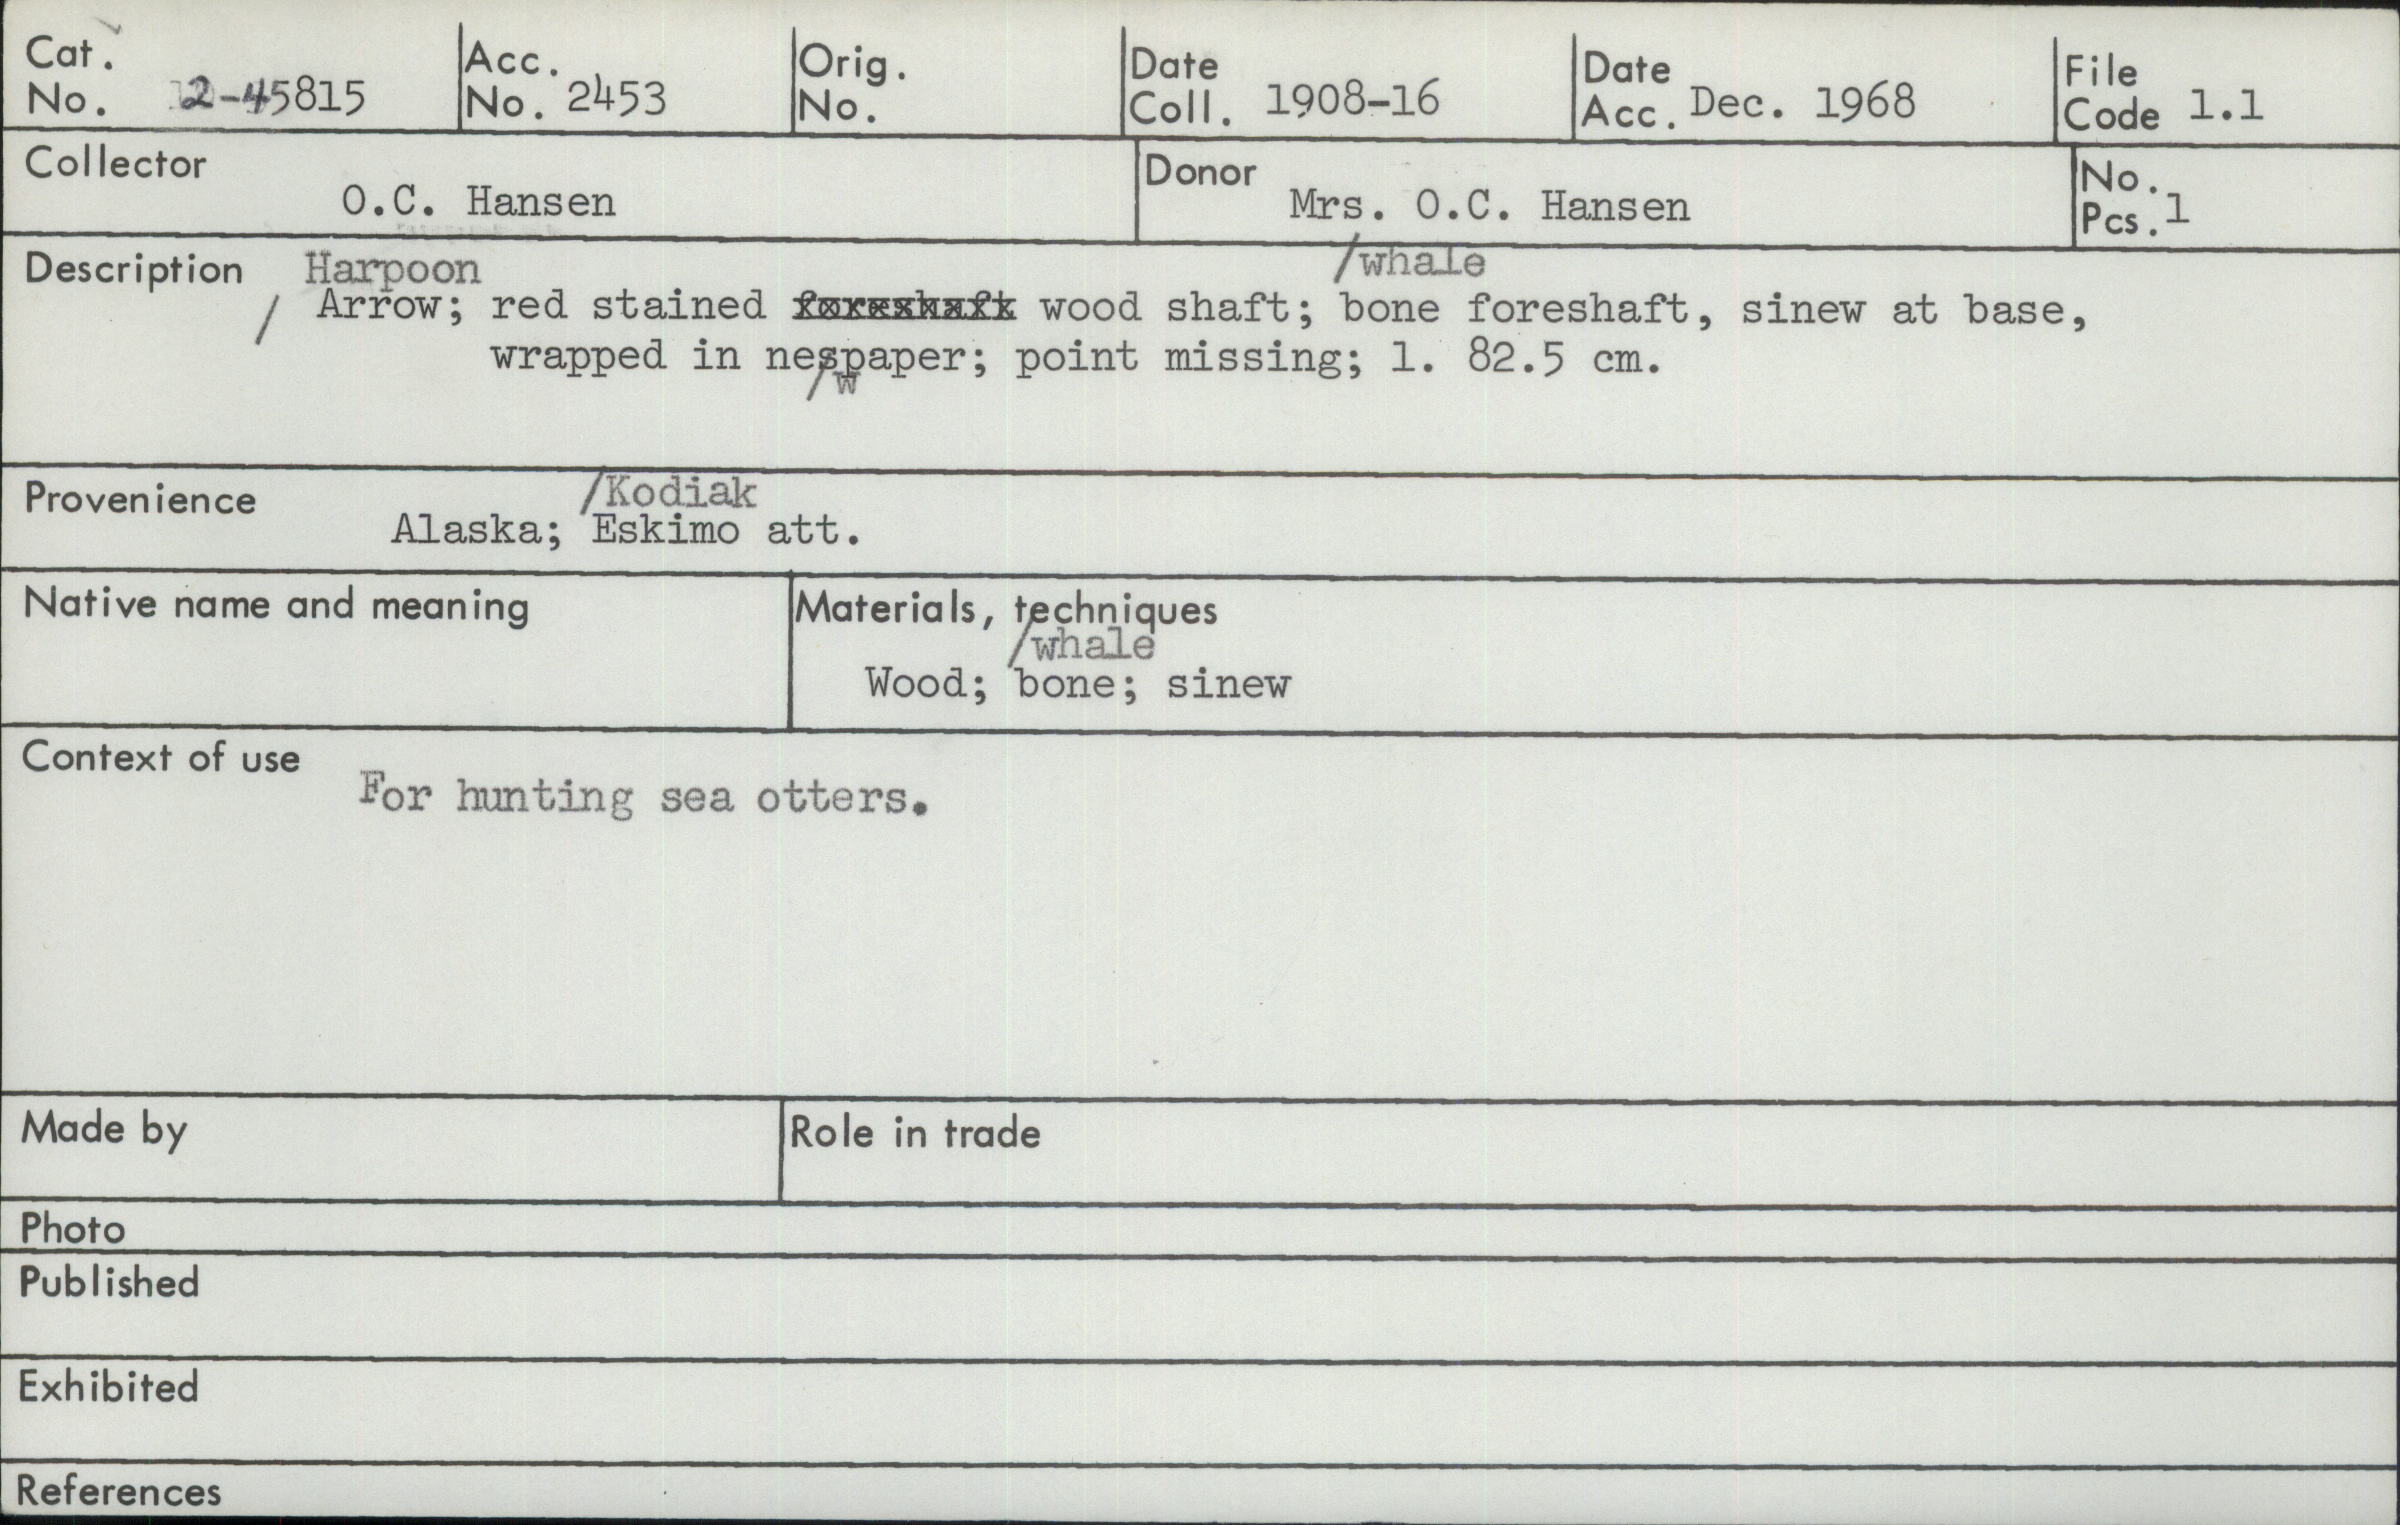 Cat. No. 2-45815 Acc. No. 2453 Orig. No. Date Coll. 1908-16 Date Acc. Dec. 1968 File Code 1.1
Collector O.C. Hansen Donor Mrs. O.C. Hansen No. Pcs. 1
Description Harpoon /whale
/ Arrow; red stained foreshaft wood shaft; bone foreshaft, sinew at base,
wrapped in nespaper; point missing; l. 82.5 cm.
/w
Provenience /Kodiak
Alaska; Eskimo att.
Native name and meaning Materials, techniques
/whale
Wood; bone; sinew
Context of use
For hunting sea otters.
Made by Role in trade
Photo
Published
Exhibited
References